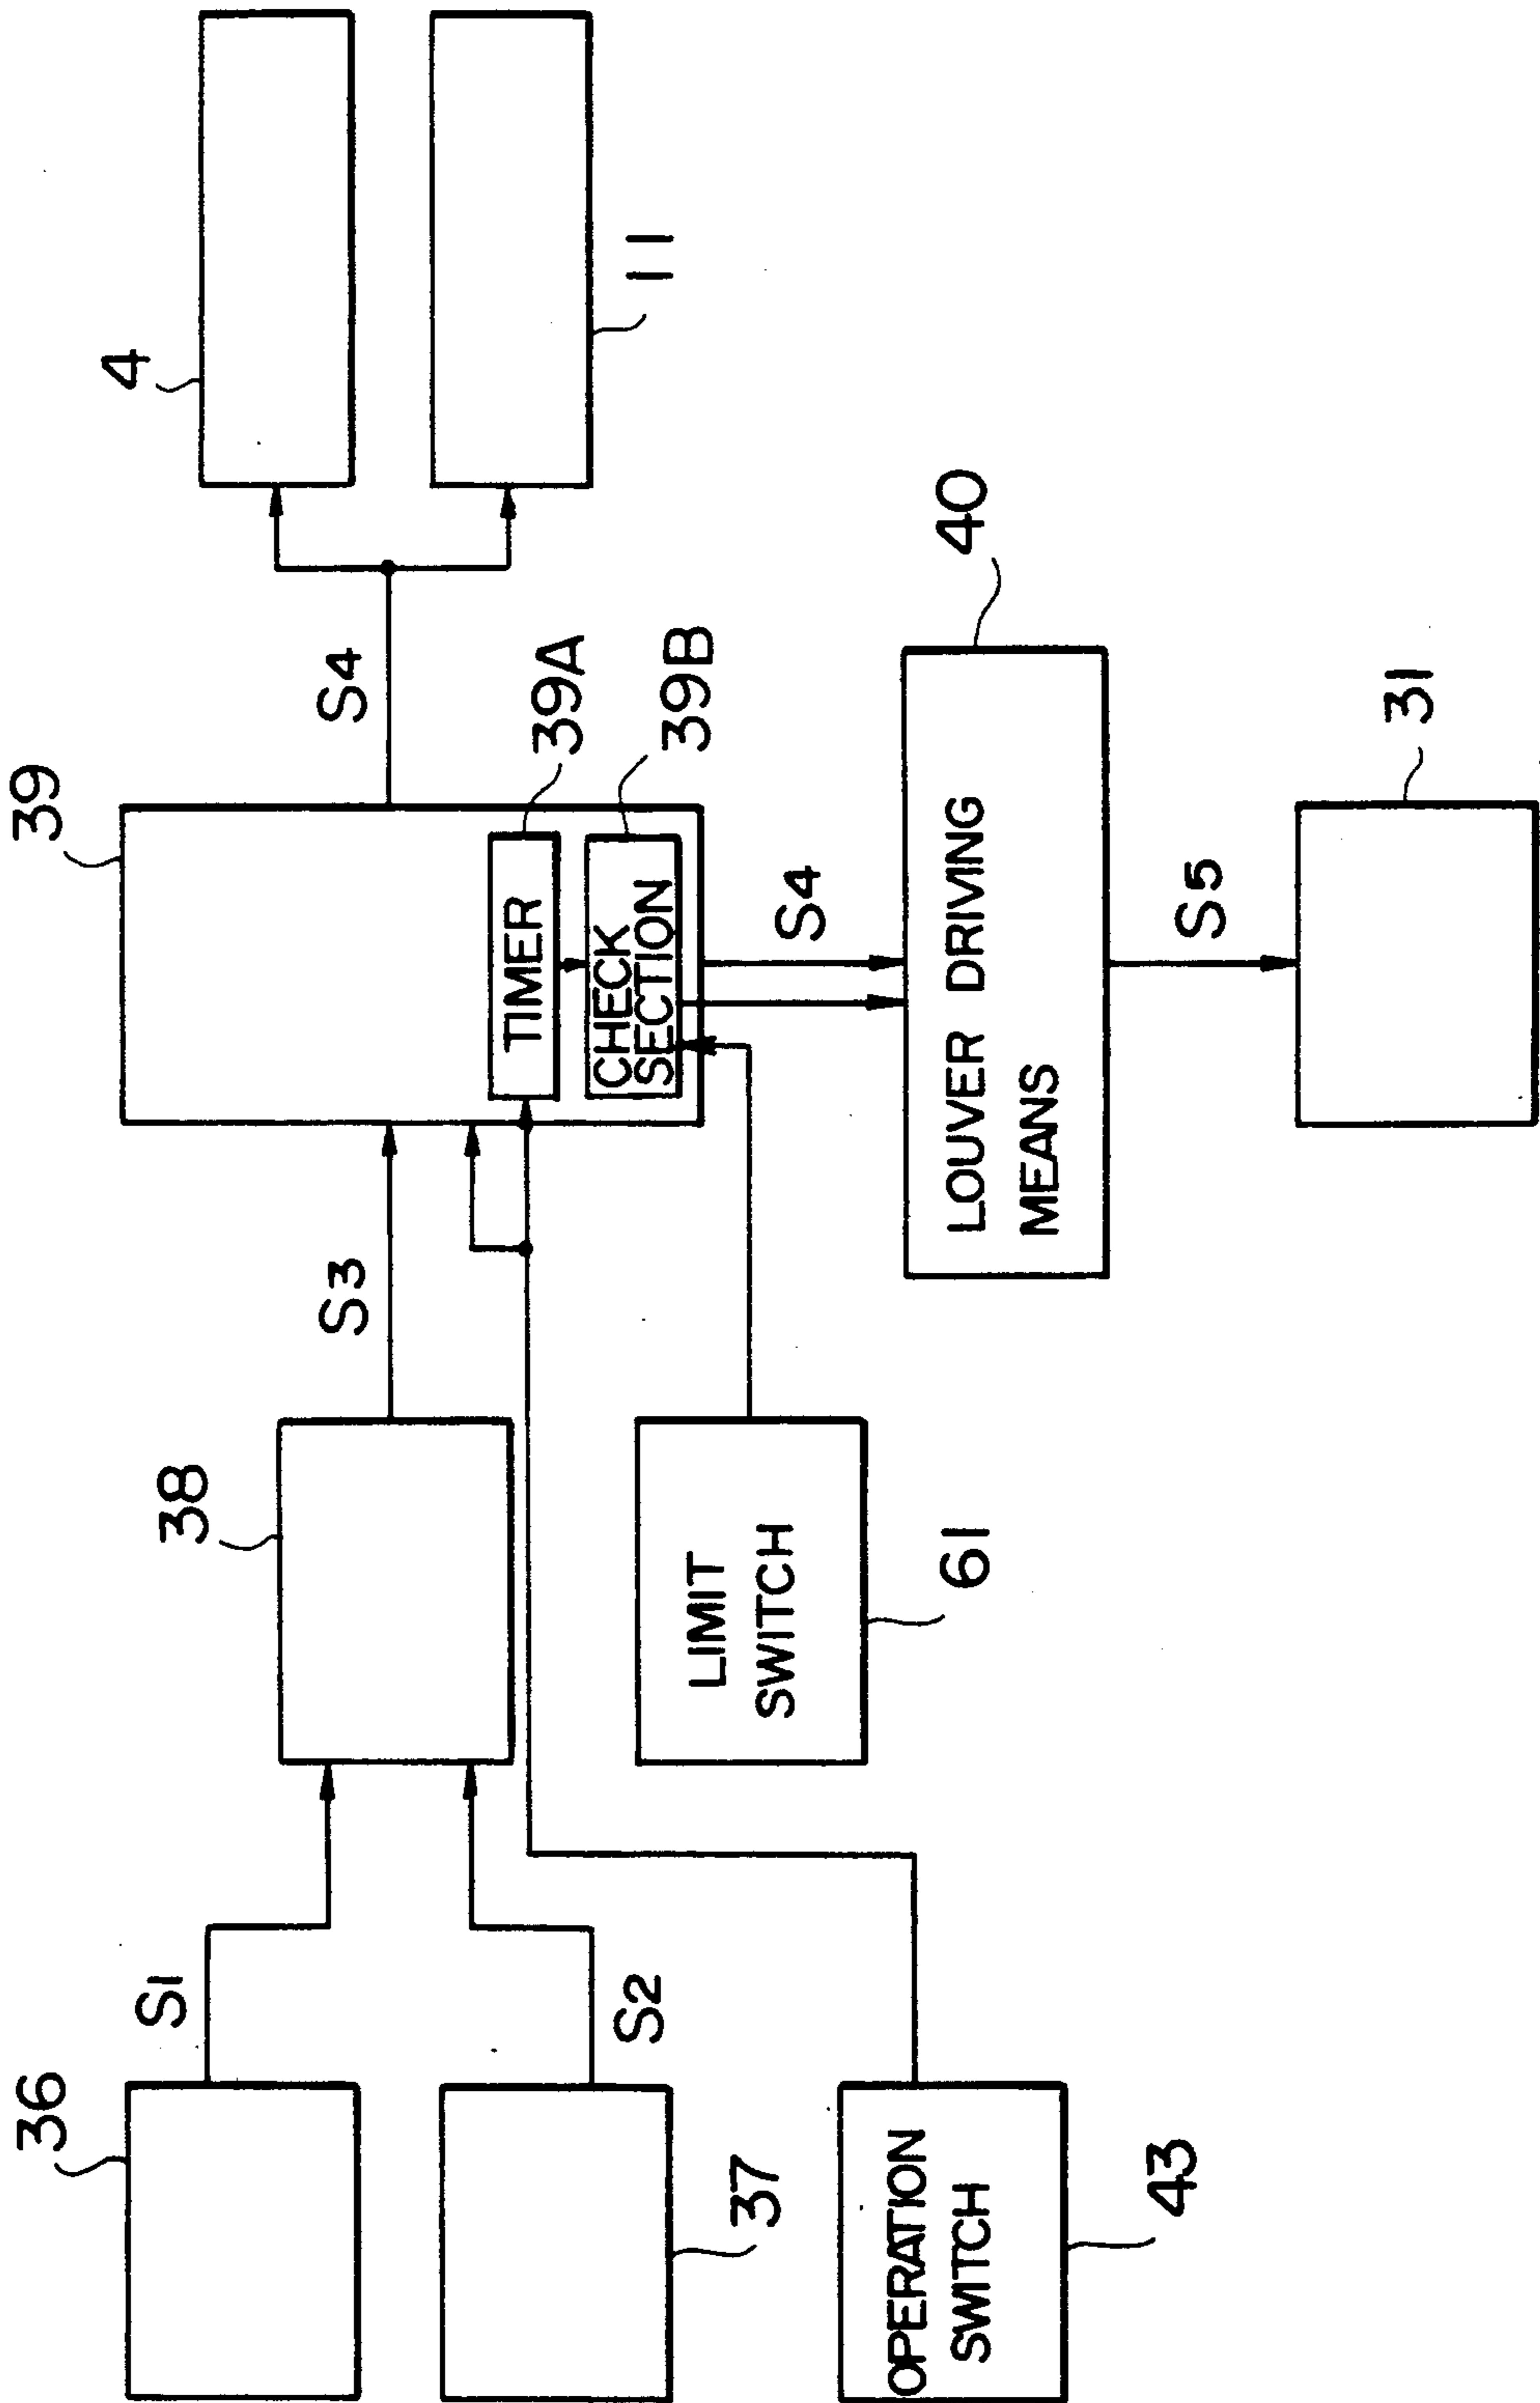 36
S1
37
S2
OPERATION
SWITCH
43
38
S3
LIMIT
SWITCH
61
39
TIMER
39A
CHECK
SECTION
39B
S4
S4
4
11
LOUVER DRIVING
MEANS
40
S5
31